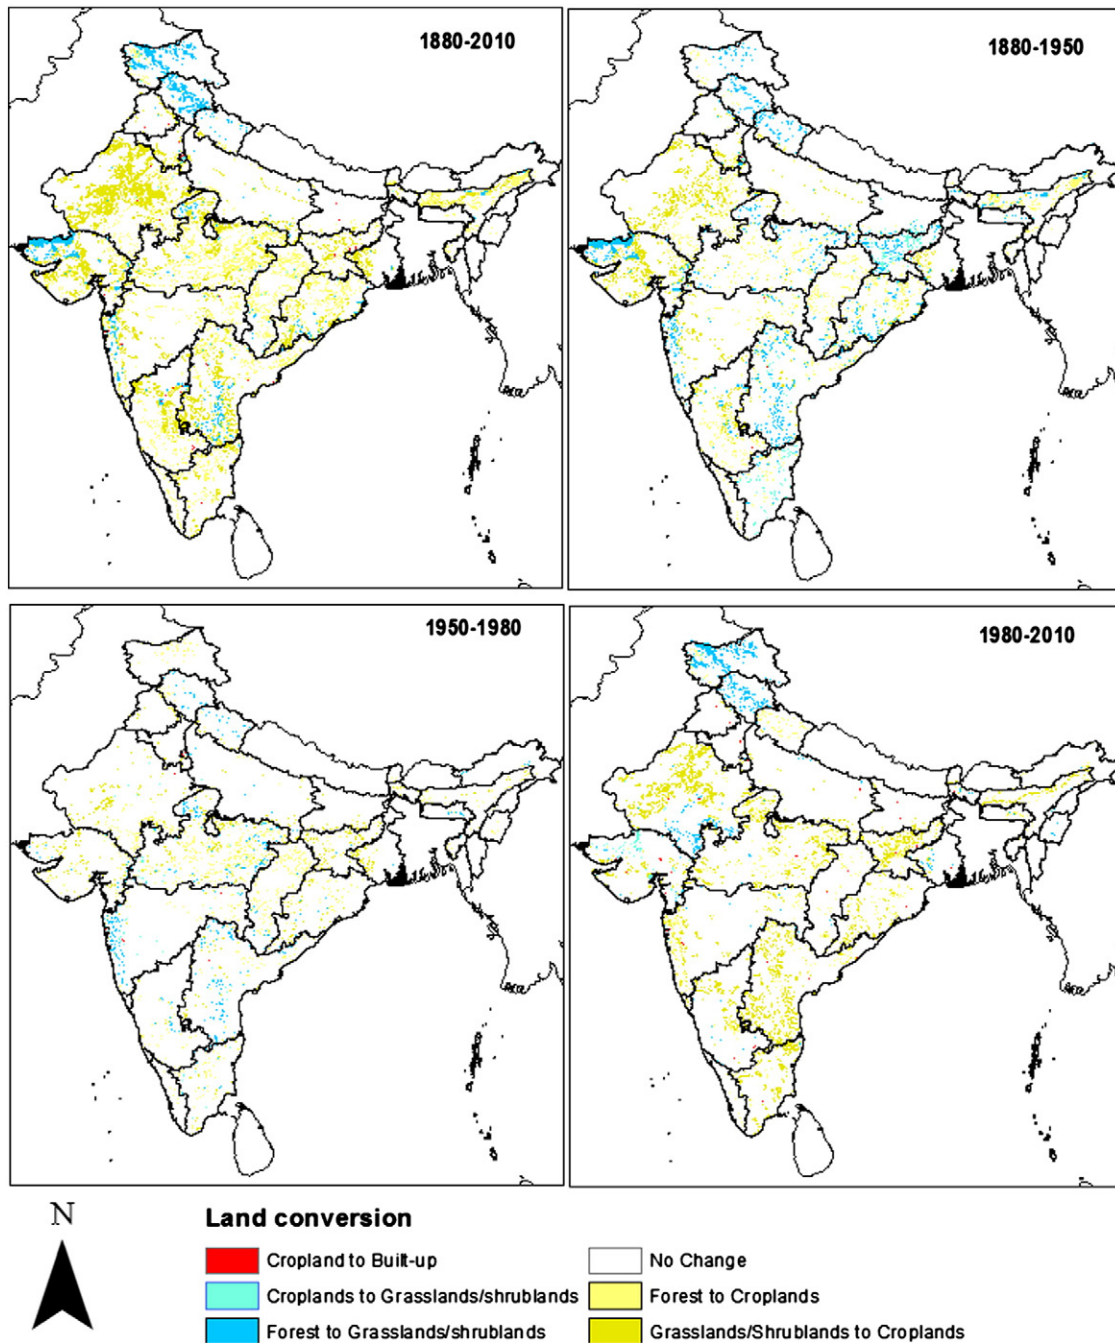 1880-2010
1880-1950
1950-1980
1980-2010
N
Land conversion
Cropland to Built-up
No Change
Croplands to Grasslands/shrublands
Forest to Croplands
Forest to Grasslands/shrublands
Grasslands/Shrublands to Croplands